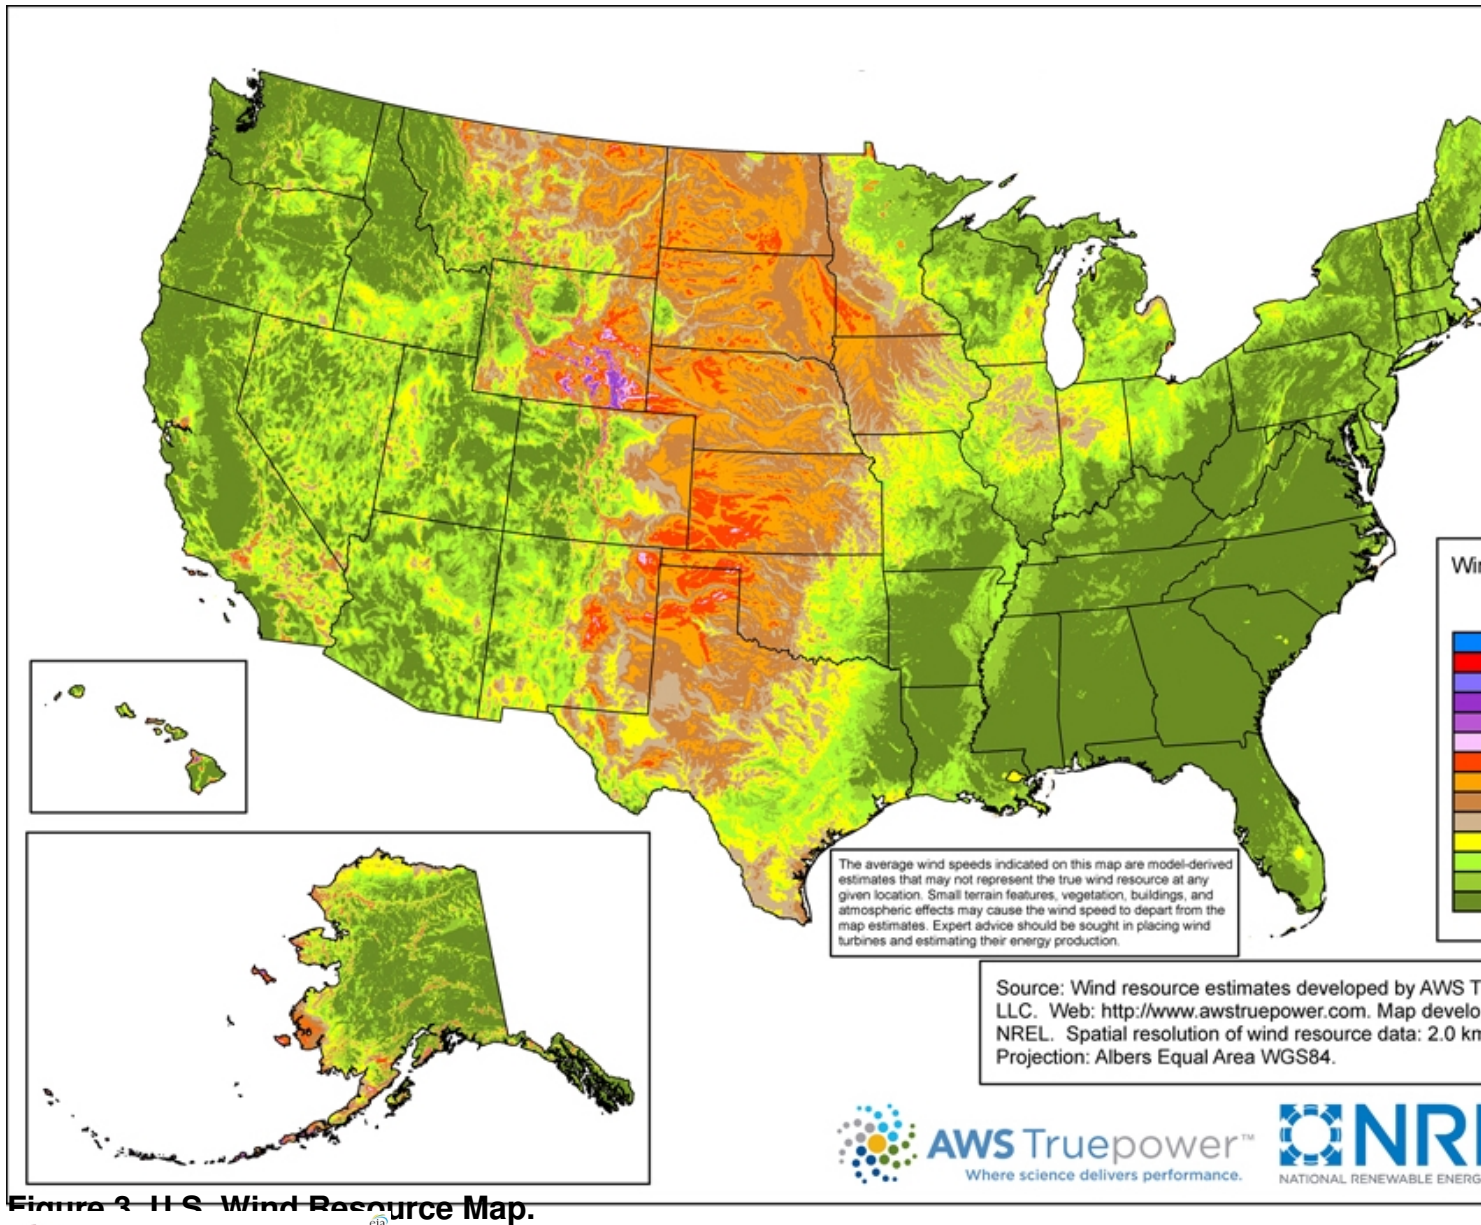 Wi
The average wind speeds indicated on this map are model-derived
estimates that may not represent the true wind resource at any
given location. Small terrain features, vegetation, buildings, and
atmospheric effects may cause the wind speed to depart from the
map estimates. Expert advice should be sought in placing wind
turbines and estimating their energy production.
Source: Wind resource estimates developed by AWS T
LLC. Web: http://www.awstruepower.com. Map develo
NREL. Spatial resolution of wind resource data: 2.0 km
Projection: Albers Equal Area WGS84.
AWS Truepower™
Where science delivers performance.
NRE
NATIONAL RENEWABLE ENERG
Figure 3. U.S. Wind Resource Map.
eia